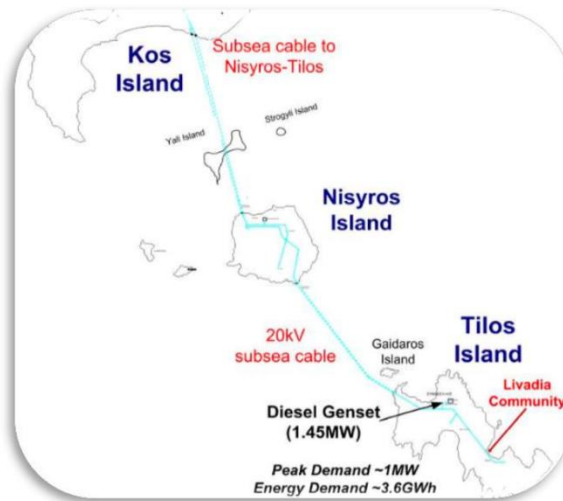 Kos
Island
Subsea cable to
Nisyros-Tilos
Strogyli Island
Yali Island
Nisyros
Island
20kV
subsea cable
Gaidaros
Island
Tilos
Island
Livadia
Community
Diesel Genset
(1.45MW)
Peak Demand ~1MW
Energy Demand ~3.6GWh